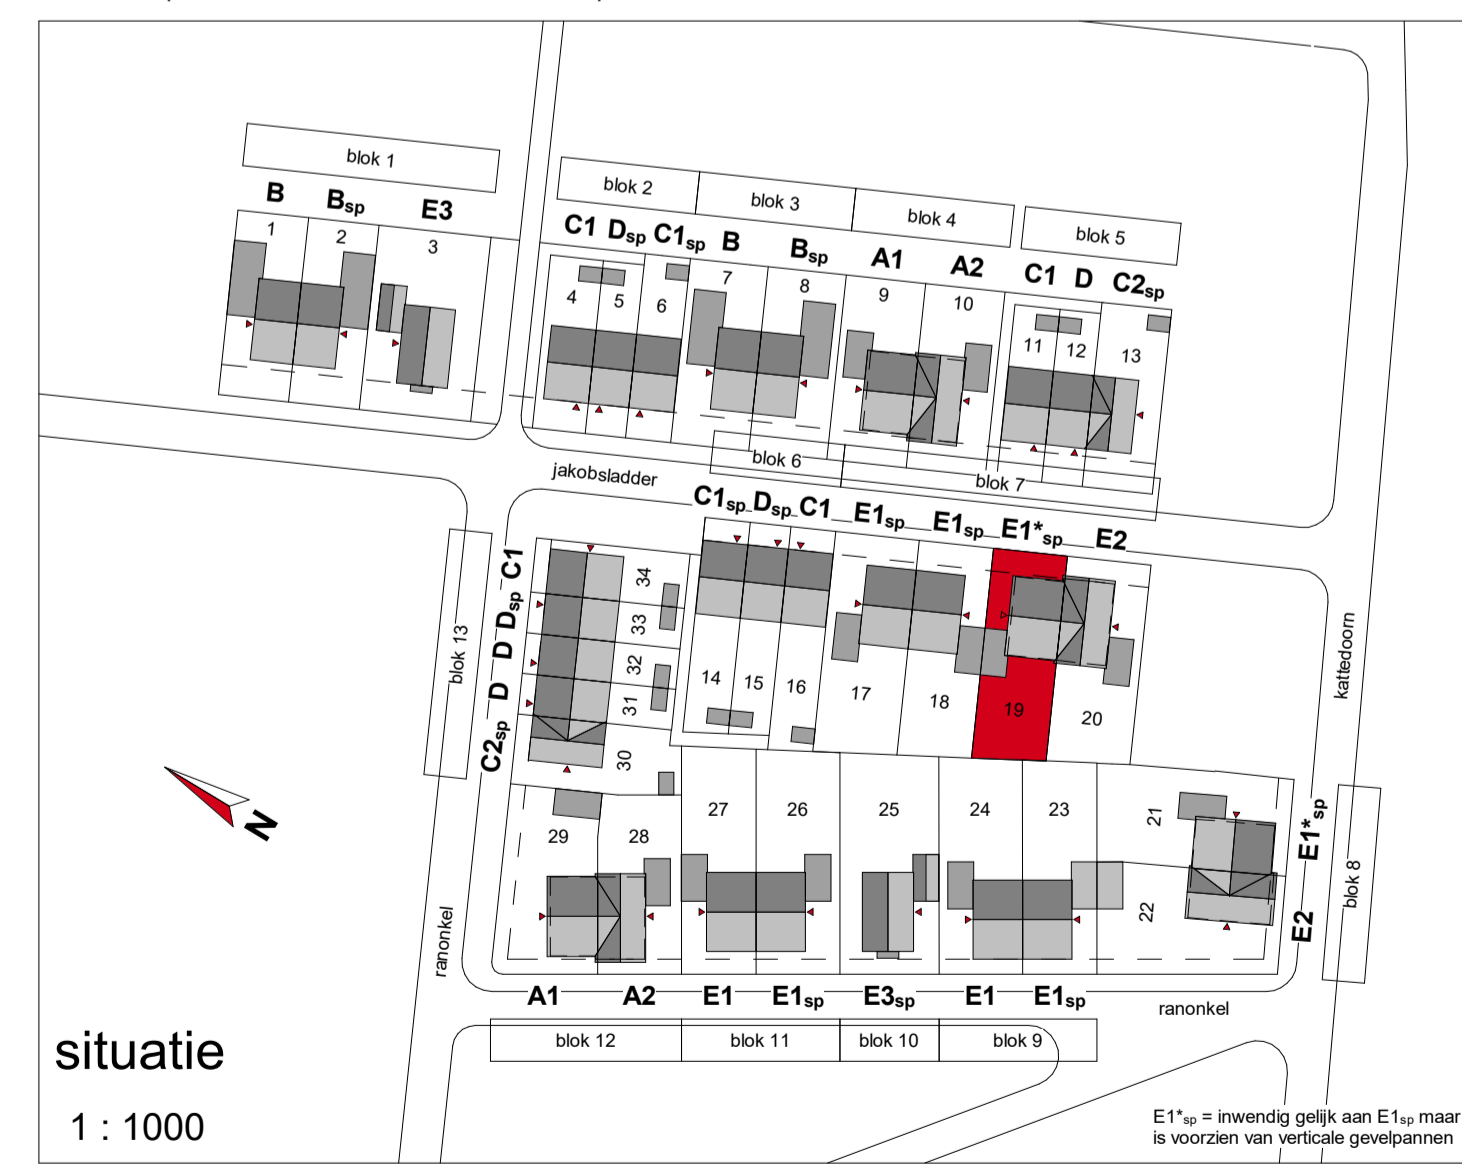 blok 1
B Bsp E3
1 2 3
blok 2 blok 3 blok 4 blok 5
C1 Dsp C1sp B Bsp A1 A2 C1 D C2sp
4 5 6 7 8 9 10 11 12 13
jakobsladder
blok 6 blok 7
C1sp Dsp C1 E1sp E1sp E1*sp E2
14 15 16 17 18 19 20
blok 13
C1 Dsp D D C2sp
34 33 32 31 30
kattedoorn
N
29 28 27 26 25 24 23 21 22
E1*sp E2
blok 8
ranonkel
A1 A2 E1 E1sp E3sp E1 E1sp
ranonkel
blok 12 blok 11 blok 10 blok 9
situatie
1 : 1000
E1*sp = inwendig gelijk aan E1sp maar
is voorzien van verticale gevelpannen